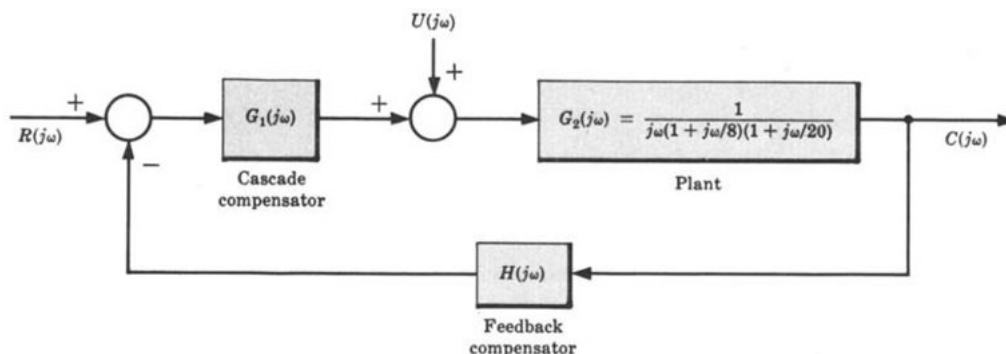 U(jω)
+
+
R(jω)
G₁(jω)
+
G₂(jω) = 1 / jω(1 + jω/8)(1 + jω/20)
C(jω)
−
Cascade
compensator
Plant
H(jω)
Feedback
compensator